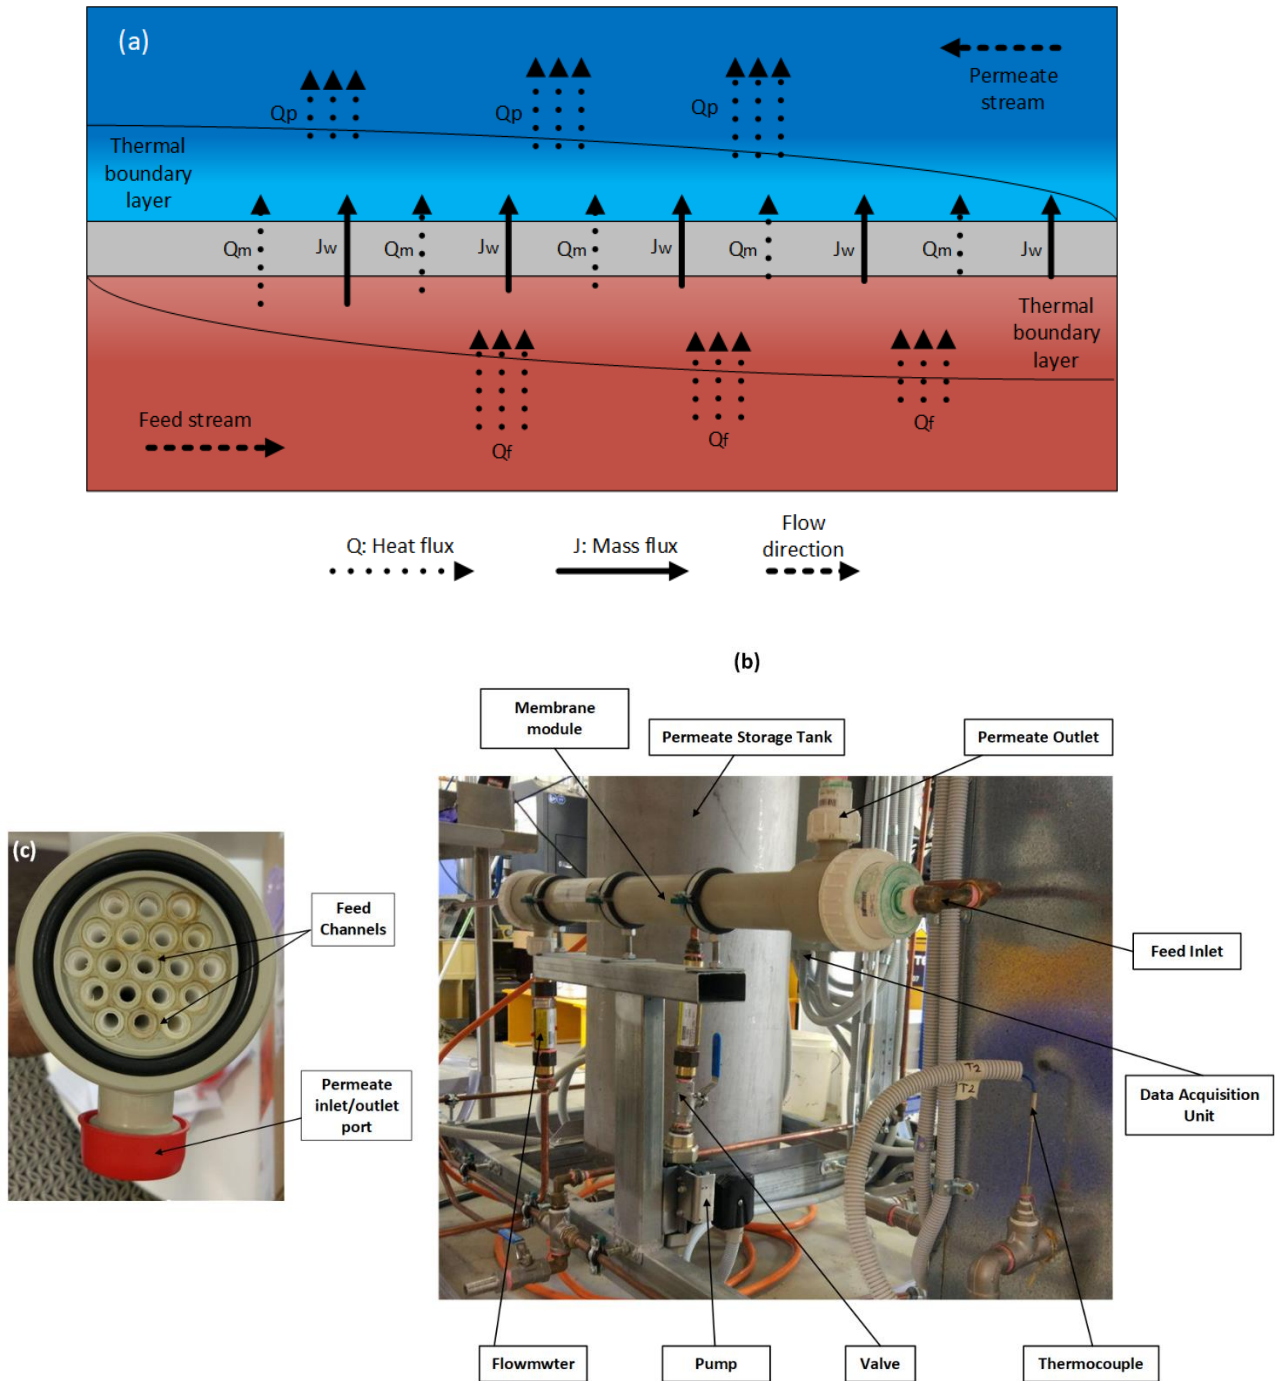 (a)
Permeate
stream
Qp
Qp
Qp
Thermal
boundary
layer
Qm
Jw
Qm
Jw
Qm
Jw
Qm
Jw
Qm
Jw
Thermal
boundary
layer
Feed stream
Qf
Qf
Qf
Q: Heat flux
J: Mass flux
Flow
direction
(b)
Membrane
module
Permeate Storage Tank
Permeate Outlet
(c)
Feed
Channels
Feed Inlet
Permeate
inlet/outlet
port
T2
T2
Data Acquisition
Unit
Flowmwter
Pump
Valve
Thermocouple